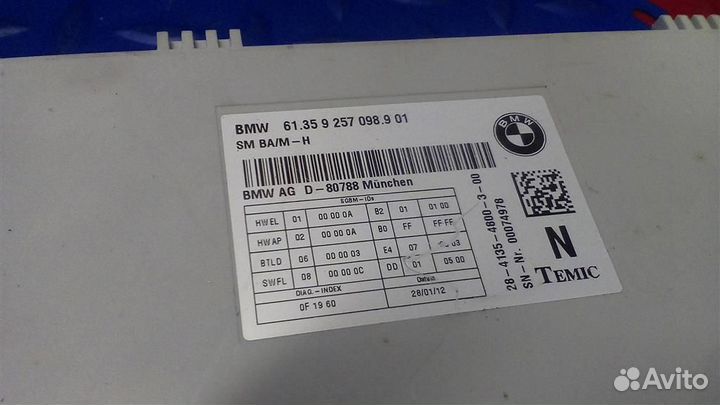 BMW 61.35 9 257 098.9 01
SM BA/M-H
BMW
BMW AG D-80788 München
SGBM-IDs
HWEL 01 00 00 0A B2 01 01 00
HWAP 02 00 00 0A B0 FF FF FF
BTLD 06 00 00 03 E4 07 03
SWFL 08 00 00 0C DD 01 05 00
DIAG.-INDEX Datum
0F 19 60 28/01/12
28-4135-4600-3-00
SN-Nr. 00074978
N
TEMIC
Avito